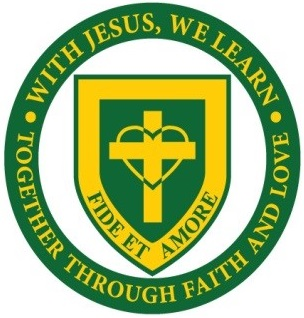 WITH JESUS, WE LEARN
TOGETHER THROUGH FAITH AND LOVE
FIDE ET AMORE